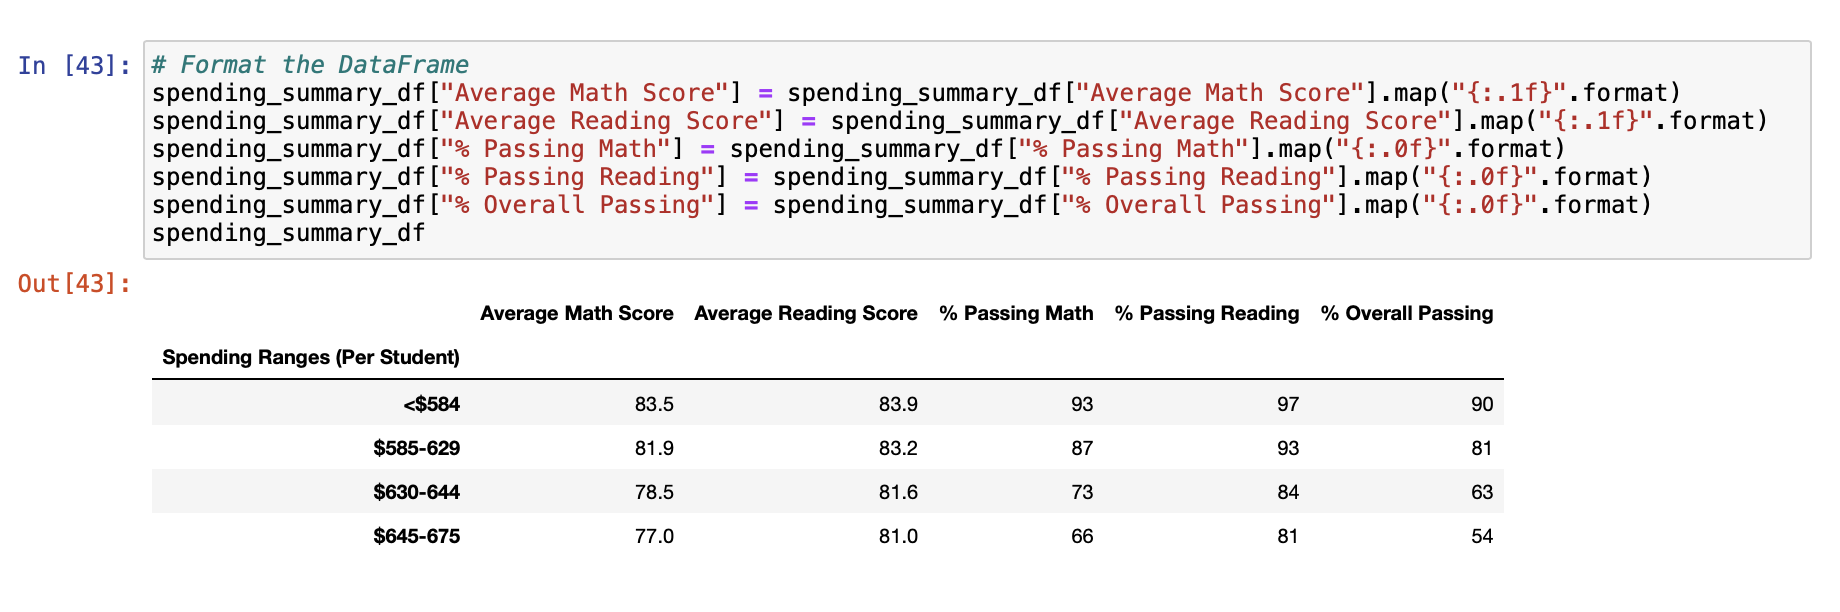 In [43]:
# Format the DataFrame
spending_summary_df["Average Math Score"] = spending_summary_df["Average Math Score"].map("{:.1f}".format)
spending_summary_df["Average Reading Score"] = spending_summary_df["Average Reading Score"].map("{:.1f}".format)
spending_summary_df["% Passing Math"] = spending_summary_df["% Passing Math"].map("{:.0f}".format)
spending_summary_df["% Passing Reading"] = spending_summary_df["% Passing Reading"].map("{:.0f}".format)
spending_summary_df["% Overall Passing"] = spending_summary_df["% Overall Passing"].map("{:.0f}".format)
spending_summary_df
Out[43]:
Average Math Score Average Reading Score % Passing Math % Passing Reading % Overall Passing
Spending Ranges (Per Student)
<$584 83.5 83.9 93 97 90
$585-629 81.9 83.2 87 93 81
$630-644 78.5 81.6 73 84 63
$645-675 77.0 81.0 66 81 54